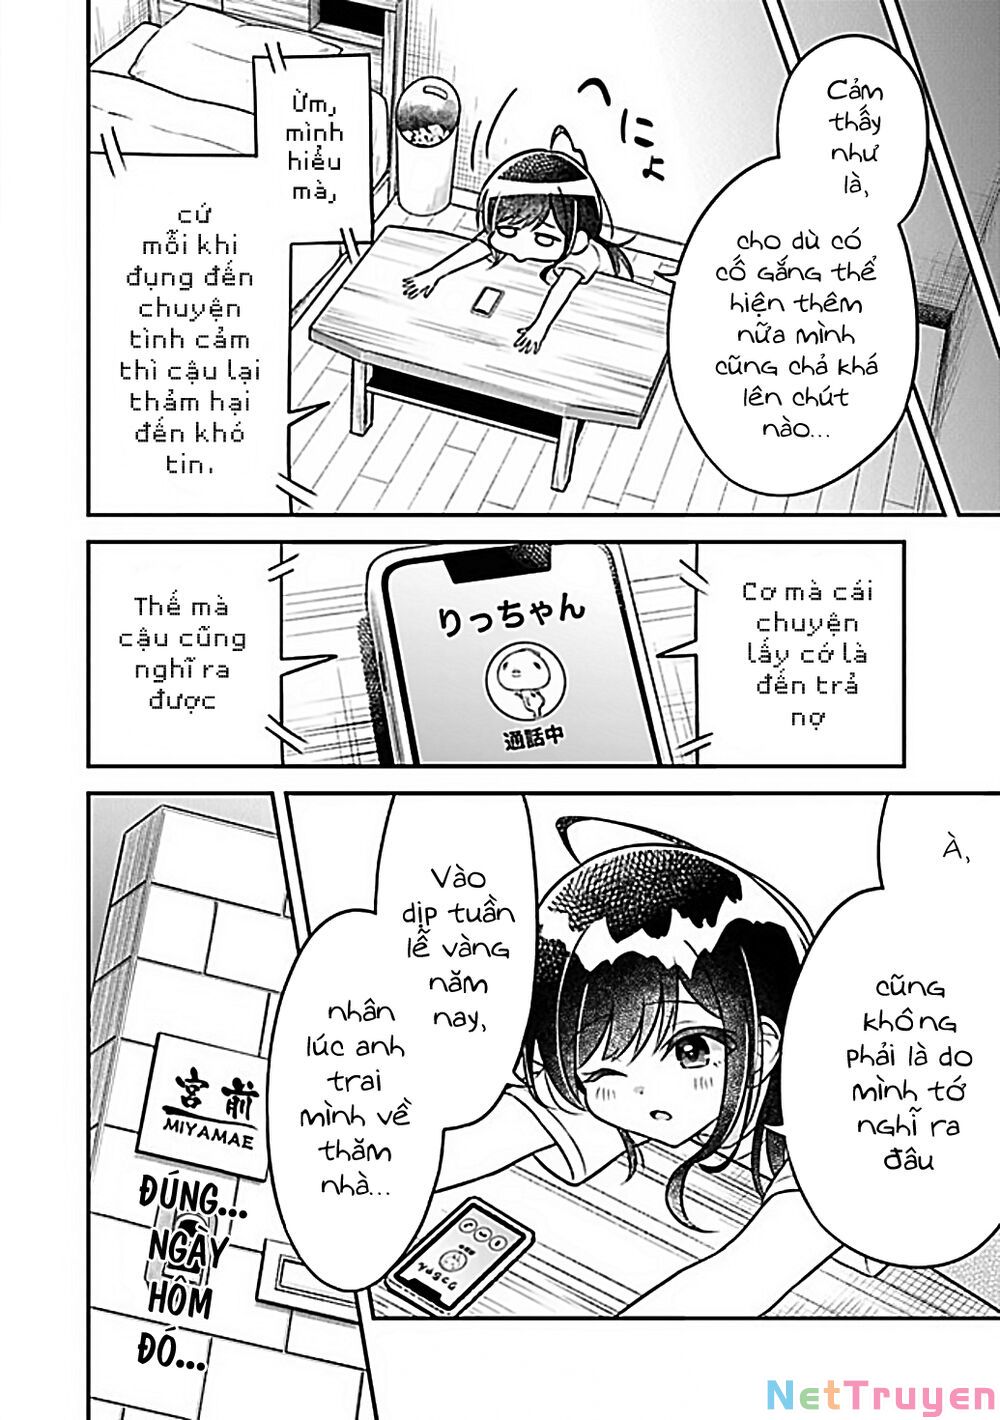 Cảm
thấy
như
là,
cho dù có
cố gắng thể
hiện thêm
nữa mình
cũng chả khá
lên chút
nào...
へにょ
Ừm,
mình
hiểu
mà,
cứ
mỗi khi
đụng đến
chuyện
tình cảm
thì cậu lại
thảm hại
đến khó
tin.
Cơ mà cái
chuyện
lấy cớ là
đến trả
nợ
りっちゃん
通話中
Thế mà
cậu cũng
nghĩ ra
được
À,
cũng
không
phải là do
mình tớ
nghĩ ra
đâu
Vào
dịp tuần
lễ vàng
năm
nay,
nhân
lúc anh
trai
mình về
thăm
nhà...
宮前
MIYAMAE
ĐÚNG...
NGÀY
HÔM
ĐÓ...
NetTruyen